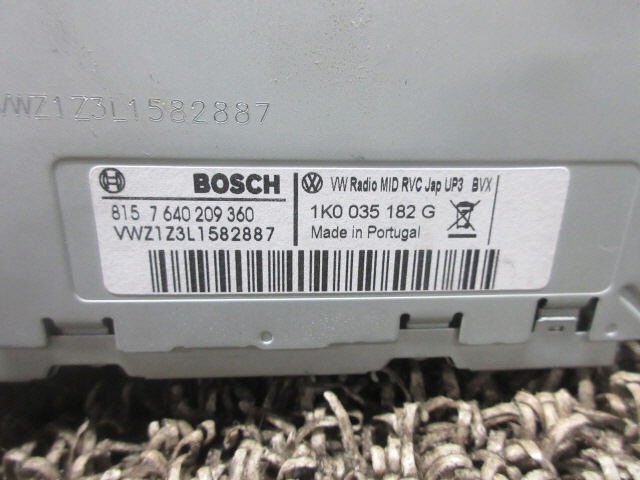 VWZ1Z3L1582887
BOSCH
815 7 640 209 360
VWZ1Z3L1582887
VW Radio MID RVC Jap UP3 BVX
1K0 035 182 G
Made in Portugal